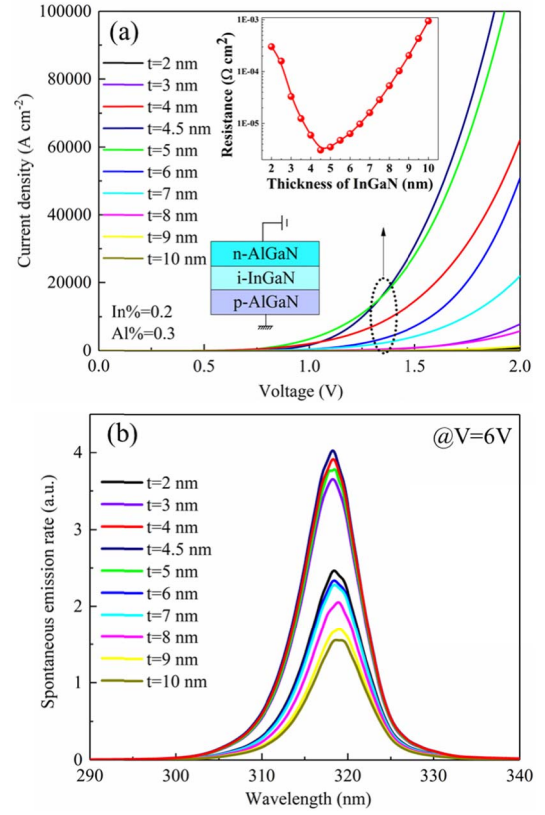 (a)
t=2 nm
t=3 nm
t=4 nm
t=4.5 nm
t=5 nm
t=6 nm
t=7 nm
t=8 nm
t=9 nm
t=10 nm
Current density (A cm-2)
100000
80000
60000
40000
20000
0
1E-03
1E-04
1E-05
Resistance (Ω cm2)
2 3 4 5 6 7 8 9 10
Thickness of InGaN (nm)
I
n-AlGaN
i-InGaN
p-AlGaN
In%=0.2
Al%=0.3
0.0 0.5 1.0 1.5 2.0
Voltage (V)
(b)
@V=6V
t=2 nm
t=3 nm
t=4 nm
t=4.5 nm
t=5 nm
t=6 nm
t=7 nm
t=8 nm
t=9 nm
t=10 nm
Spontaneous emission rate (a.u.)
4
3
2
1
0
290 300 310 320 330 340
Wavelength (nm)